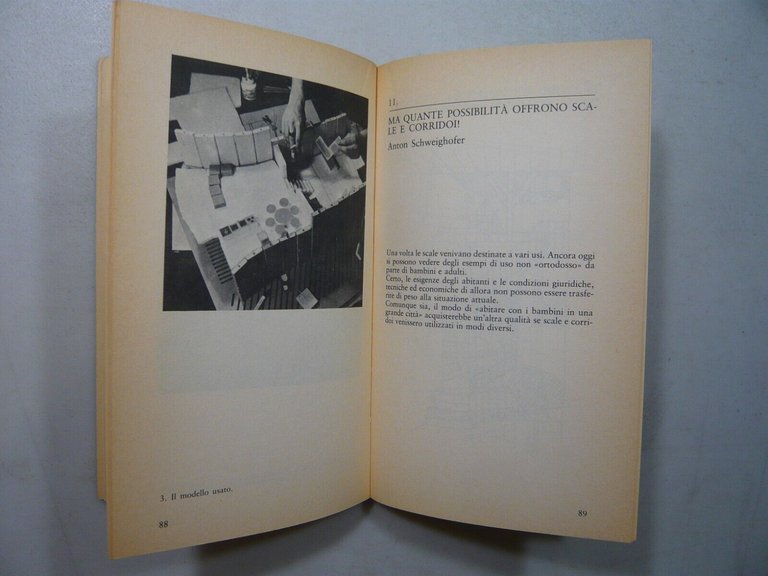 3. Il modello usato.
88
11.
MA QUANTE POSSIBILITÀ OFFRONO SCA-
LE E CORRIDOI!
Anton Schweighofer
Una volta le scale venivano destinate a vari usi. Ancora oggi
si possono vedere degli esempi di uso non «ortodosso» da
parte di bambini e adulti.
Certo, le esigenze degli abitanti e le condizioni giuridiche,
tecniche ed economiche di allora non possono essere trasfe-
rite di peso alla situazione attuale.
Comunque sia, il modo di «abitare con i bambini in una
grande città» acquisterebbe un'altra qualità se scale e corri-
doi venissero utilizzati in modi diversi.
89